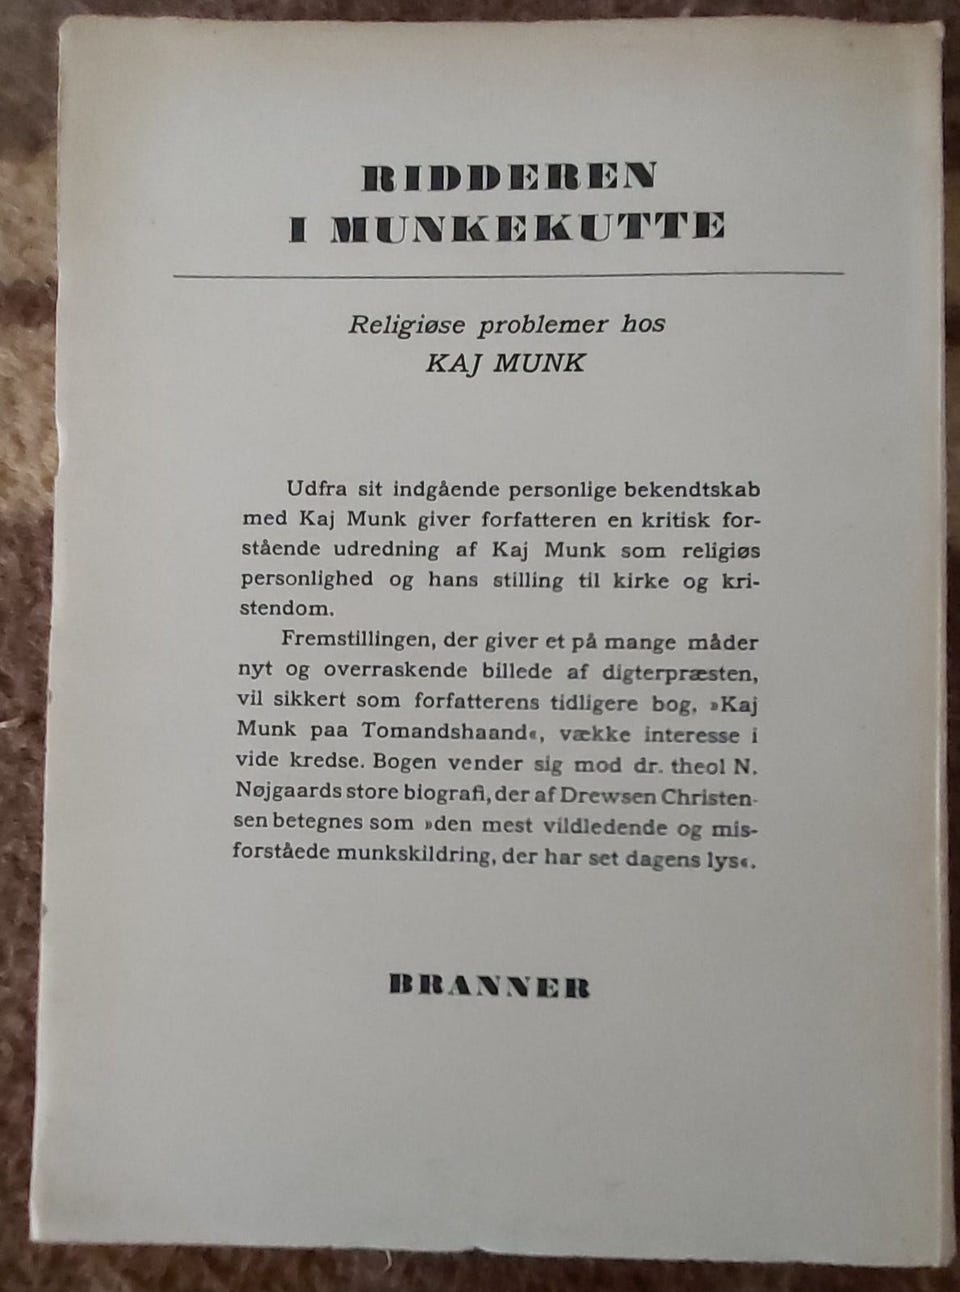 RIDDEREN
I MUNKEKUTTE
Religiøse problemer hos
KAJ MUNK
Udfra sit indgående personlige bekendtskab
med Kaj Munk giver forfatteren en kritisk for-
stående udredning af Kaj Munk som religiøs
personlighed og hans stilling til kirke og kri-
stendom.
Fremstillingen, der giver et på mange måder
nyt og overraskende billede af digterpræsten,
vil sikkert som forfatterens tidligere bog, »Kaj
Munk paa Tomandshaand«, vække interesse i
vide kredse. Bogen vender sig mod dr. theol N.
Nøjgaards store biografi, der af Drewsen Christen-
sen betegnes som »den mest vildledende og mis-
forståede munkskildring, der har set dagens lys«.
BRANNER